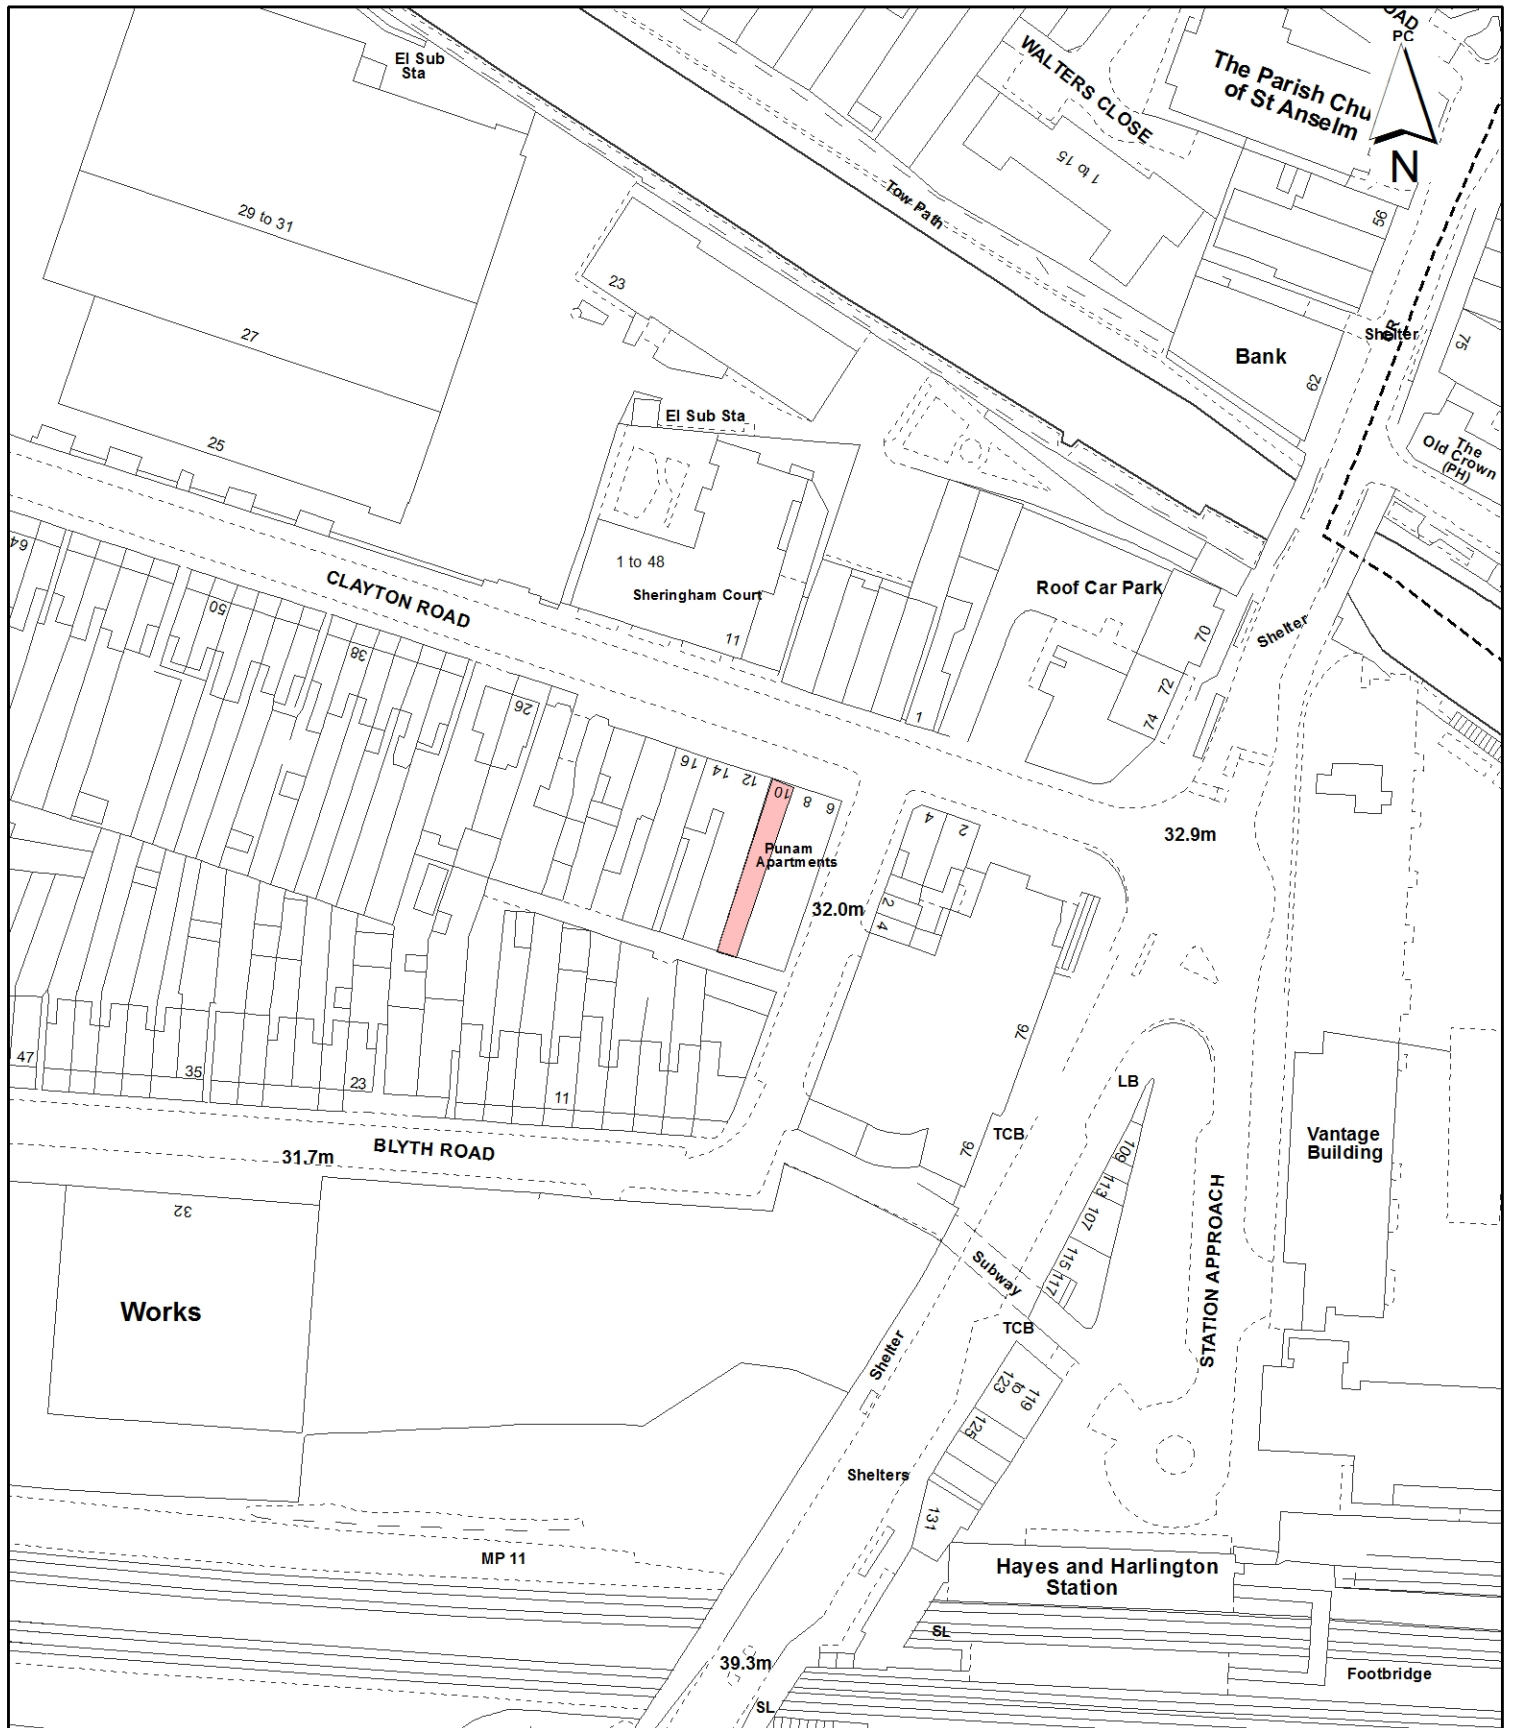 OAD
PC
El Sub
Sta
WALTERS CLOSE
The Parish Chu
of St Anselm
N
1 to 15
Tow Path
29 to 31
56
23
27
Shelter
75
Bank
62
El Sub Sta
25
The
Old Crown
(PH)
64
1 to 48
CLAYTON ROAD
Sheringham Court
Roof Car Park
50
11
70
Shelter
38
72
26
1
74
16
14
12
10
8
6
4
2
32.9m
Punam
Apartments
32.0m
2
4
76
47
35
23
11
LB
TCB
BLYTH ROAD
31.7m
76
109
Vantage
Building
113
32
107
STATION APPROACH
Subway
115
117
Works
TCB
Shelter
119
to
123
125
Shelters
131
MP 11
Hayes and Harlington
Station
SL
39.3m
Footbridge
SL